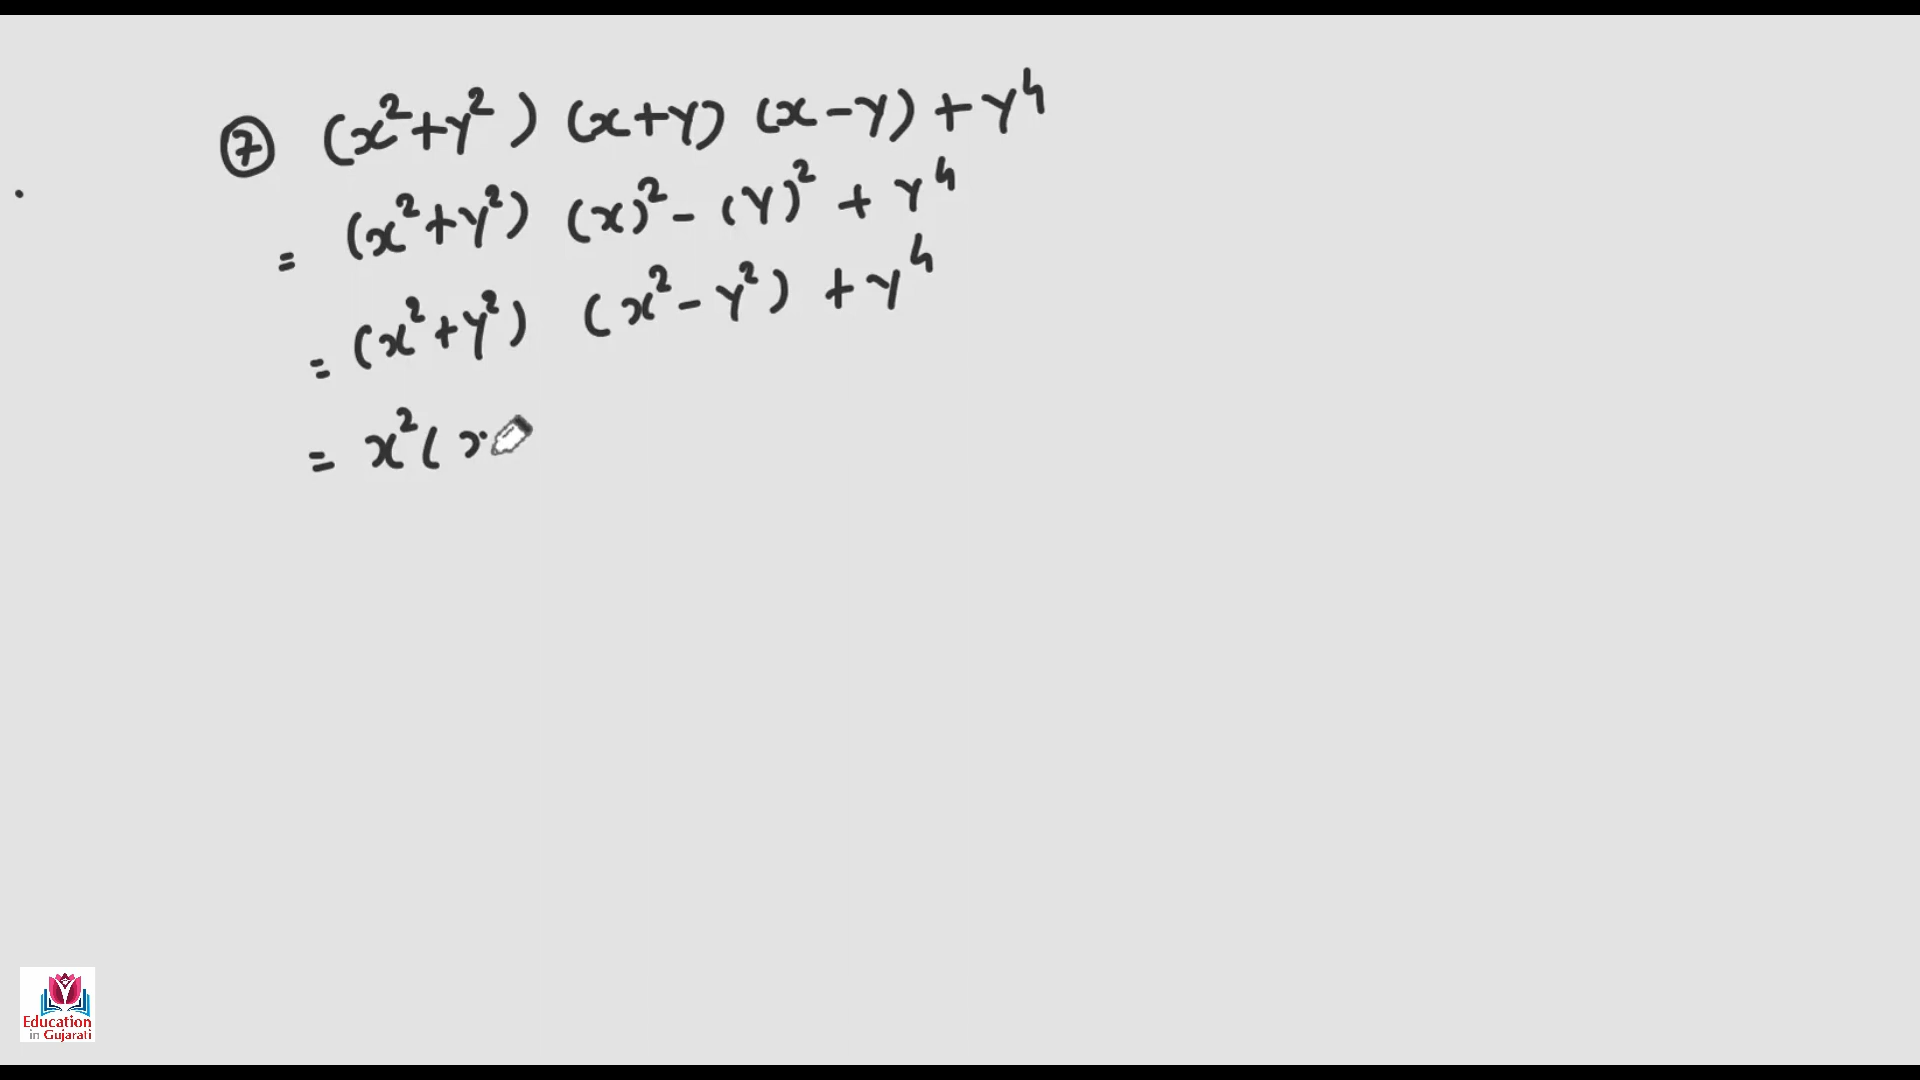 ⑦ (x²+y²) (x+y) (x-y) + y⁴
= (x²+y²) (x)² - (y)² + y⁴
= (x²+y²) (x² - y²) + y⁴
= x² ( x
Education
in Gujarati